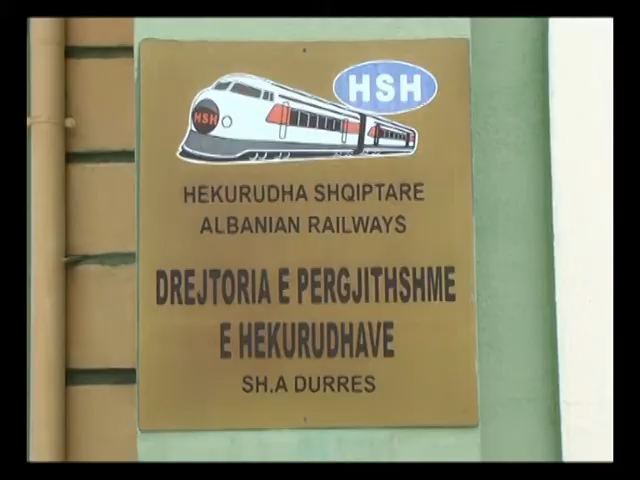 HSH
HSH
HEKURUDHA SHQIPTARE
ALBANIAN RAILWAYS
DREJTORIA E PERGJITHSHME
E HEKURUDHAVE
SH.A DURRES